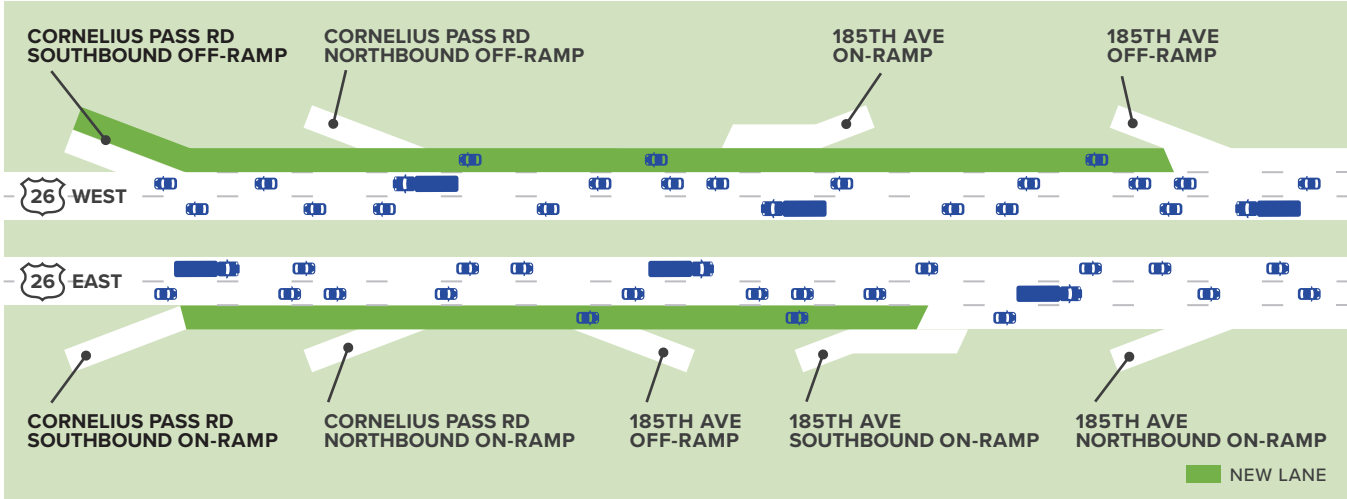 CORNELIUS PASS RD
SOUTHBOUND OFF-RAMP
CORNELIUS PASS RD
NORTHBOUND OFF-RAMP
185TH AVE
ON-RAMP
185TH AVE
OFF-RAMP
26 WEST
26 EAST
CORNELIUS PASS RD
SOUTHBOUND ON-RAMP
CORNELIUS PASS RD
NORTHBOUND ON-RAMP
185TH AVE
OFF-RAMP
185TH AVE
SOUTHBOUND ON-RAMP
185TH AVE
NORTHBOUND ON-RAMP
NEW LANE